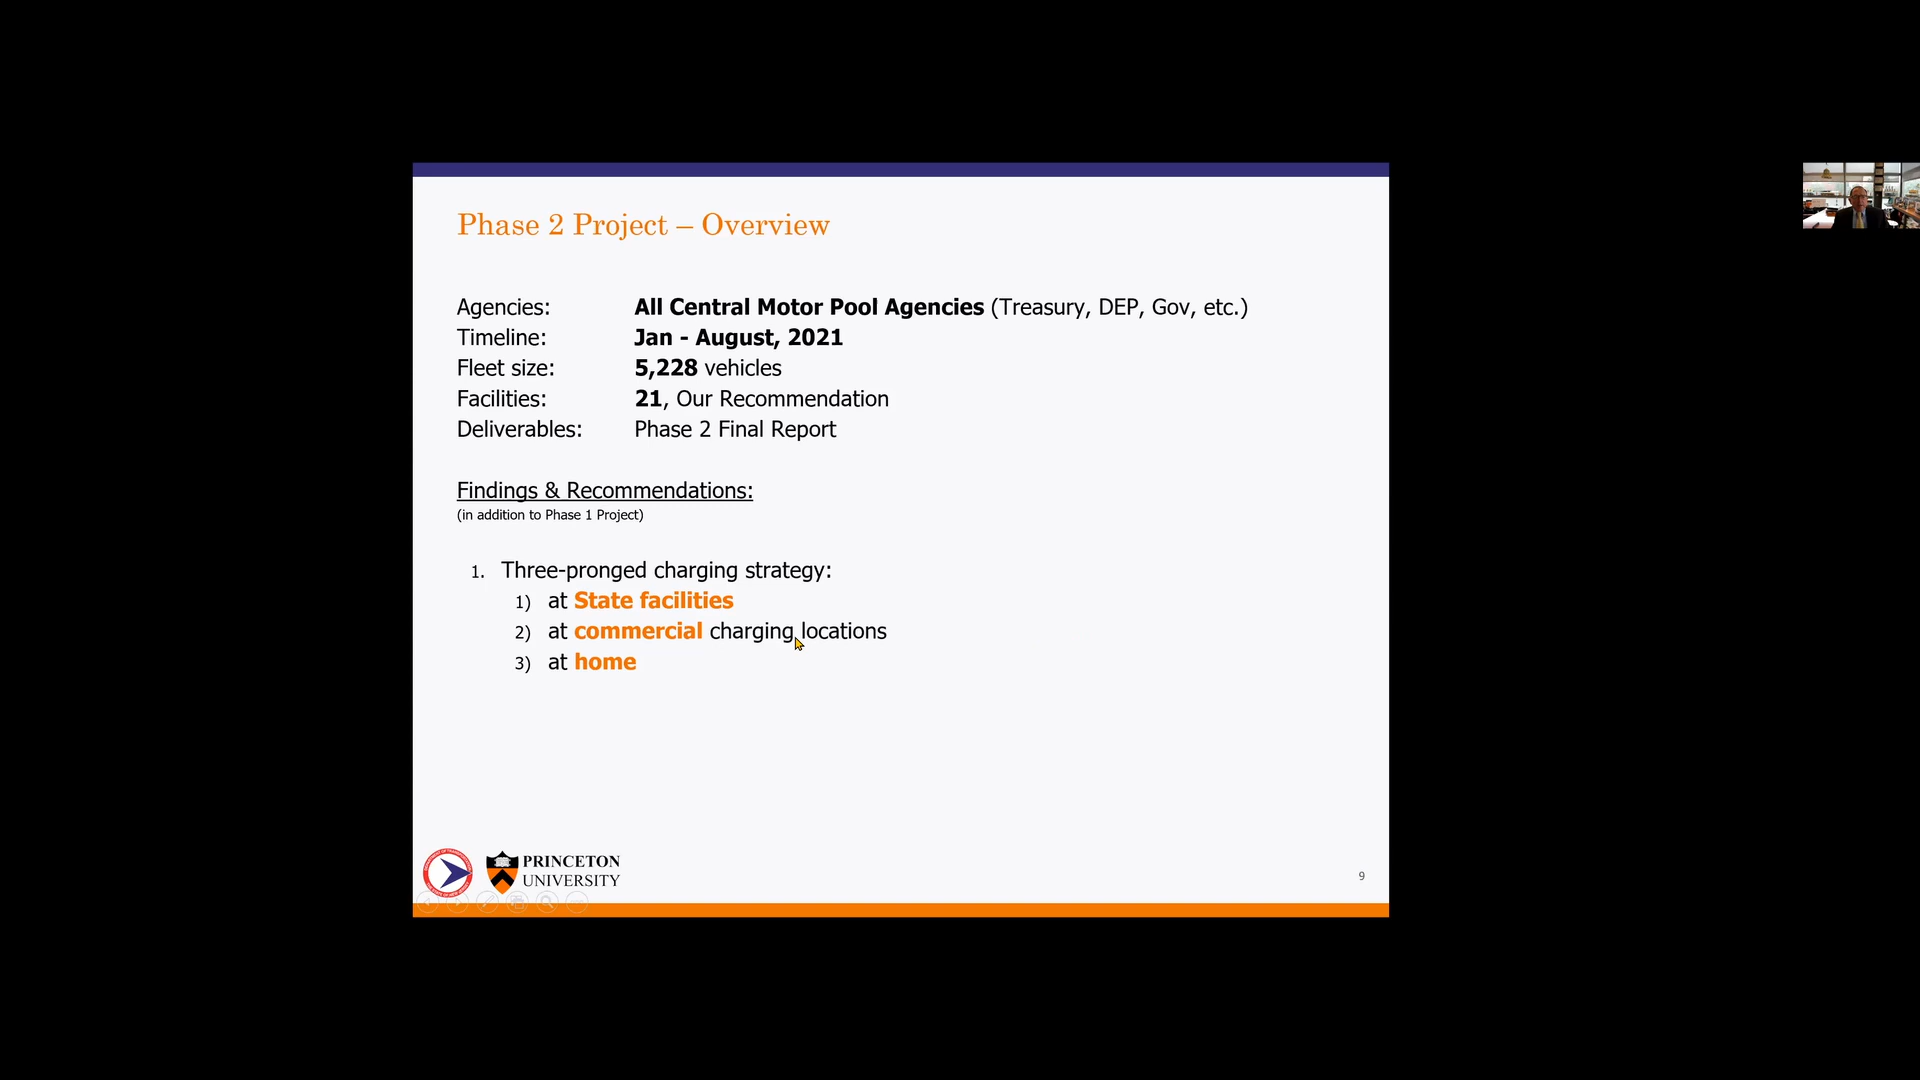 Phase 2 Project – Overview
Agencies: All Central Motor Pool Agencies (Treasury, DEP, Gov, etc.)
Timeline: Jan - August, 2021
Fleet size: 5,228 vehicles
Facilities: 21, Our Recommendation
Deliverables: Phase 2 Final Report
Findings & Recommendations:
(in addition to Phase 1 Project)
1. Three-pronged charging strategy:
1) at State facilities
2) at commercial charging locations
3) at home
PRINCETON
UNIVERSITY
9